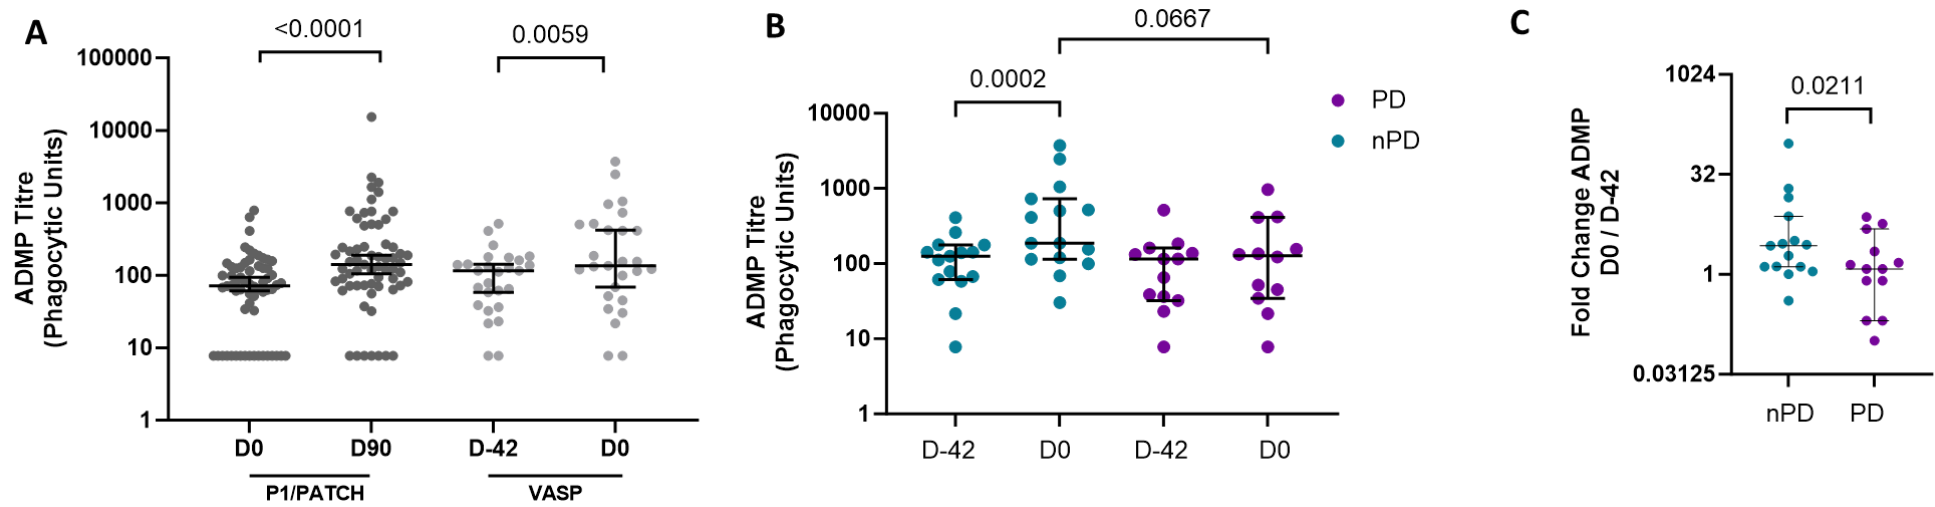 A
<0.0001
0.0059
100000
10000
1000
100
10
1
ADMP Titre
(Phagocytic Units)
D0
D90
D-42
D0
P1/PATCH
VASP
B
0.0667
0.0002
10000
1000
100
10
1
ADMP Titre
(Phagocytic Units)
D-42
D0
D-42
D0
PD
nPD
C
0.0211
1024
32
1
0.03125
Fold Change ADMP
D0 / D-42
nPD
PD